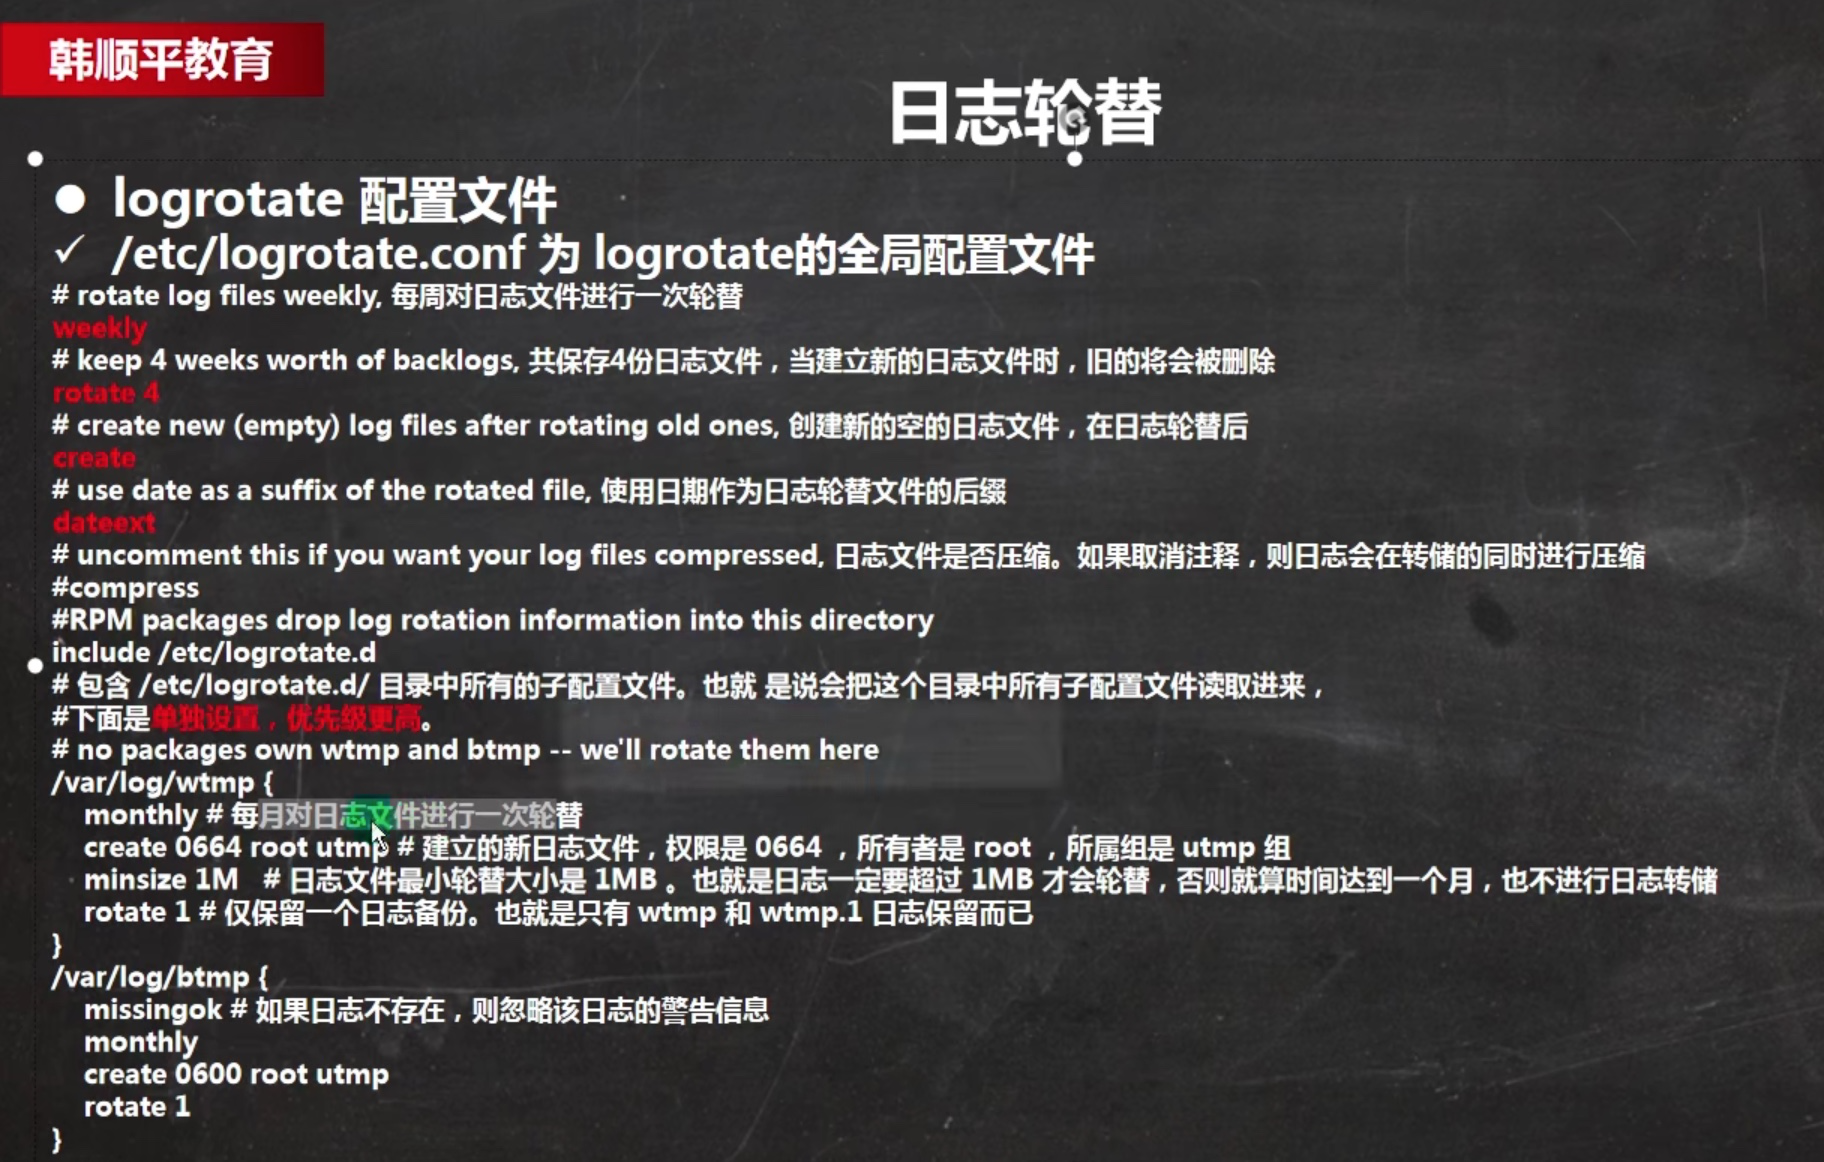 韩顺平教育
日志轮替
● logrotate 配置文件
✓ /etc/logrotate.conf 为 logrotate的全局配置文件
# rotate log files weekly, 每周对日志文件进行一次轮替
weekly
# keep 4 weeks worth of backlogs, 共保存4份日志文件，当建立新的日志文件时，旧的将会被删除
rotate 4
# create new (empty) log files after rotating old ones, 创建新的空的日志文件，在日志轮替后
create
# use date as a suffix of the rotated file, 使用日期作为日志轮替文件的后缀
dateext
# uncomment this if you want your log files compressed, 日志文件是否压缩。如果取消注释，则日志会在转储的同时进行压缩
#compress
#RPM packages drop log rotation information into this directory
include /etc/logrotate.d
# 包含 /etc/logrotate.d/ 目录中所有的子配置文件。也就 是说会把这个目录中所有子配置文件读取进来，
#下面是单独设置，优先级更高。
# no packages own wtmp and btmp -- we'll rotate them here
/var/log/wtmp {
monthly # 每月对日志文件进行一次轮替
create 0664 root utmp # 建立的新日志文件，权限是 0664 ，所有者是 root ，所属组是 utmp 组
minsize 1M # 日志文件最小轮替大小是 1MB 。也就是日志一定要超过 1MB 才会轮替，否则就算时间达到一个月，也不进行日志转储
rotate 1 # 仅保留一个日志备份。也就是只有 wtmp 和 wtmp.1 日志保留而已
}
/var/log/btmp {
missingok # 如果日志不存在，则忽略该日志的警告信息
monthly
create 0600 root utmp
rotate 1
}